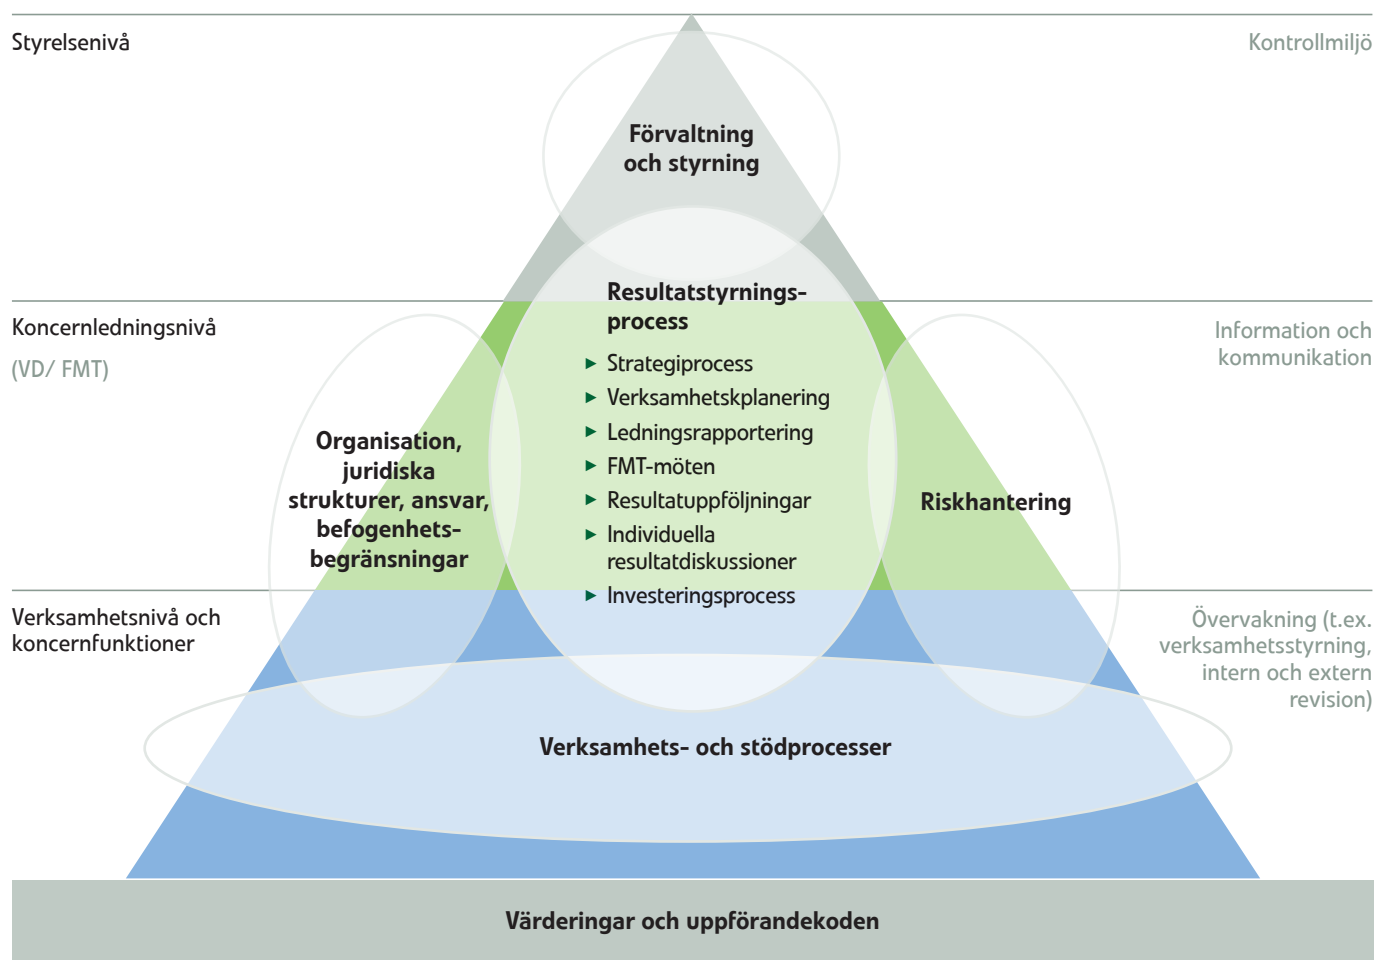 Styrelsenivå
Kontrollmiljö
Förvaltning
och styrning
Resultatstyrnings-
process
Koncernledningsnivå
(VD/ FMT)
Information och
kommunikation
► Strategiprocess
► Verksamhetskplanering
► Ledningsrapportering
► FMT-möten
► Resultatuppföljningar
► Individuella
resultatdiskussioner
► Investeringsprocess
Organisation,
juridiska
strukturer, ansvar,
befogenhets-
begränsningar
Riskhantering
Verksamhetsnivå och
koncernfunktioner
Övervakning (t.ex.
verksamhetsstyrning,
intern och extern
revision)
Verksamhets- och stödprocesser
Värderingar och uppförandekoden